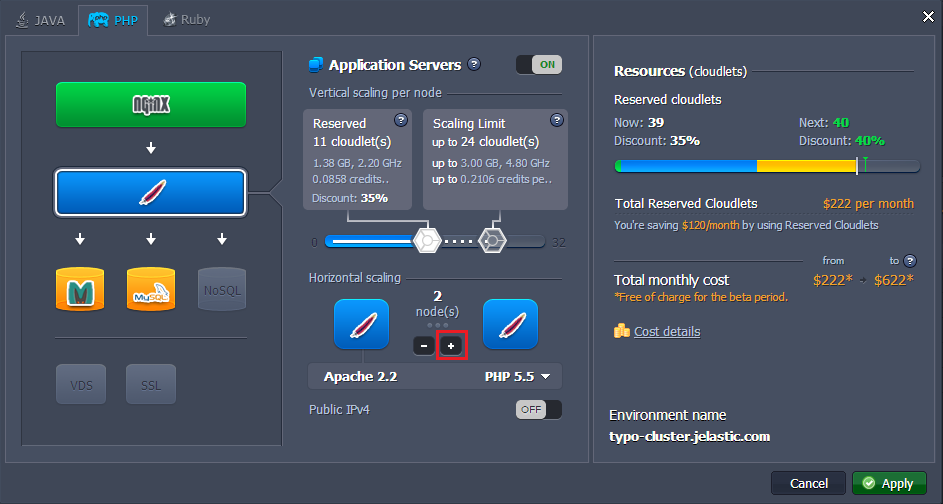 JAVA
PHP
Ruby
NGiNX
MySQL
NoSQL
VDS
SSL
Application Servers ?
ON
Vertical scaling per node
Reserved ?
11 cloudlet(s)
1.38 GB, 2.20 GHz
0.0858 credits..
Discount: 35%
Scaling Limit ?
up to 24 cloudlet(s)
up to 3.00 GB, 4.80 GHz
up to 0.2106 credits pe..
0
32
Horizontal scaling
2
node(s)
- +
Apache 2.2
PHP 5.5
Public IPv4
OFF
Resources (cloudlets)
Reserved cloudlets
Now: 39 Next: 40
Discount: 35% Discount: 40%
Total Reserved Cloudlets $222 per month
You're saving $120/month by using Reserved Cloudlets
from to ?
Total monthly cost $222* $622*
*Free of charge for the beta period.
Cost details
Environment name
typo-cluster.jelastic.com
Cancel
Apply